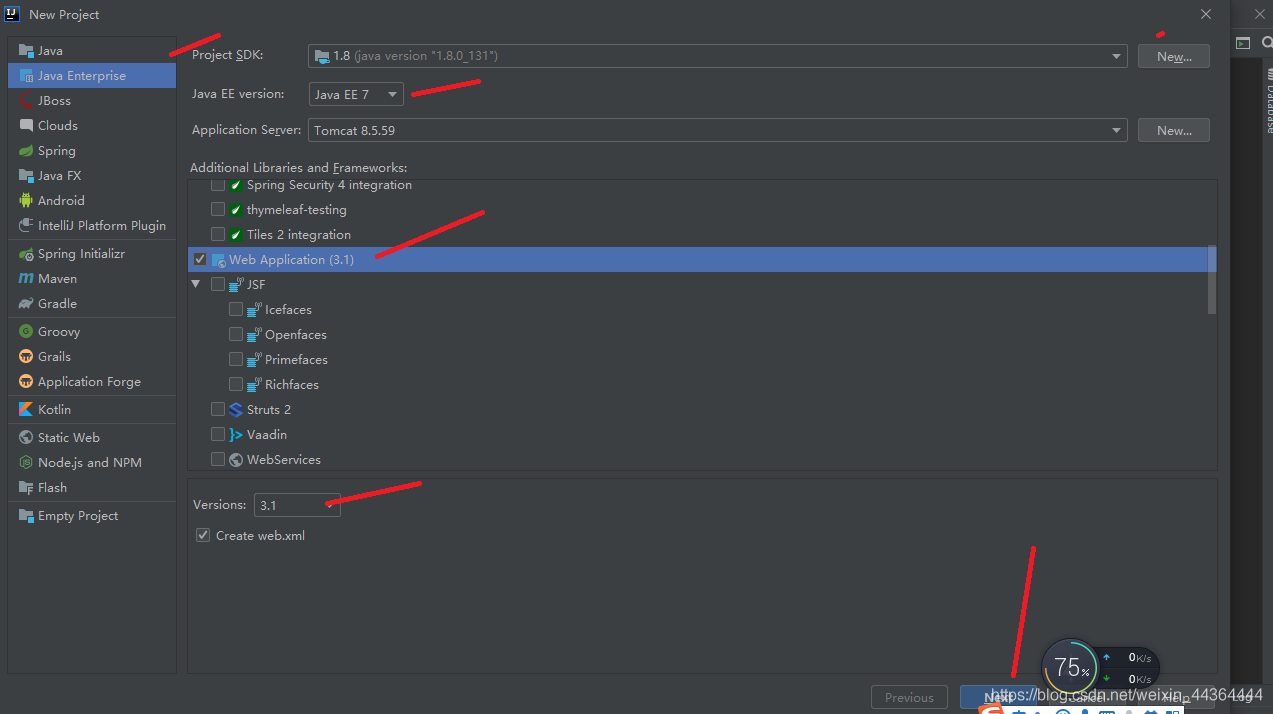 New Project
Java
Java Enterprise
JBoss
Clouds
Spring
Java FX
Android
IntelliJ Platform Plugin
Spring Initializr
Maven
Gradle
Groovy
Grails
Application Forge
Kotlin
Static Web
Node.js and NPM
Flash
Empty Project
Project SDK: 1.8 (java version "1.8.0_131") New...
Java EE version: Java EE 7
Application Server: Tomcat 8.5.59 New...
Additional Libraries and Frameworks:
Spring Security 4 integration
thymeleaf-testing
Tiles 2 integration
Web Application (3.1)
JSF
Icefaces
Openfaces
Primefaces
Richfaces
Struts 2
Vaadin
WebServices
Versions: 3.1
Create web.xml
75%
0K/s
0K/s
Previous Next Cancel Help
https://blog.csdn.net/weixin_44364444
Database
Log